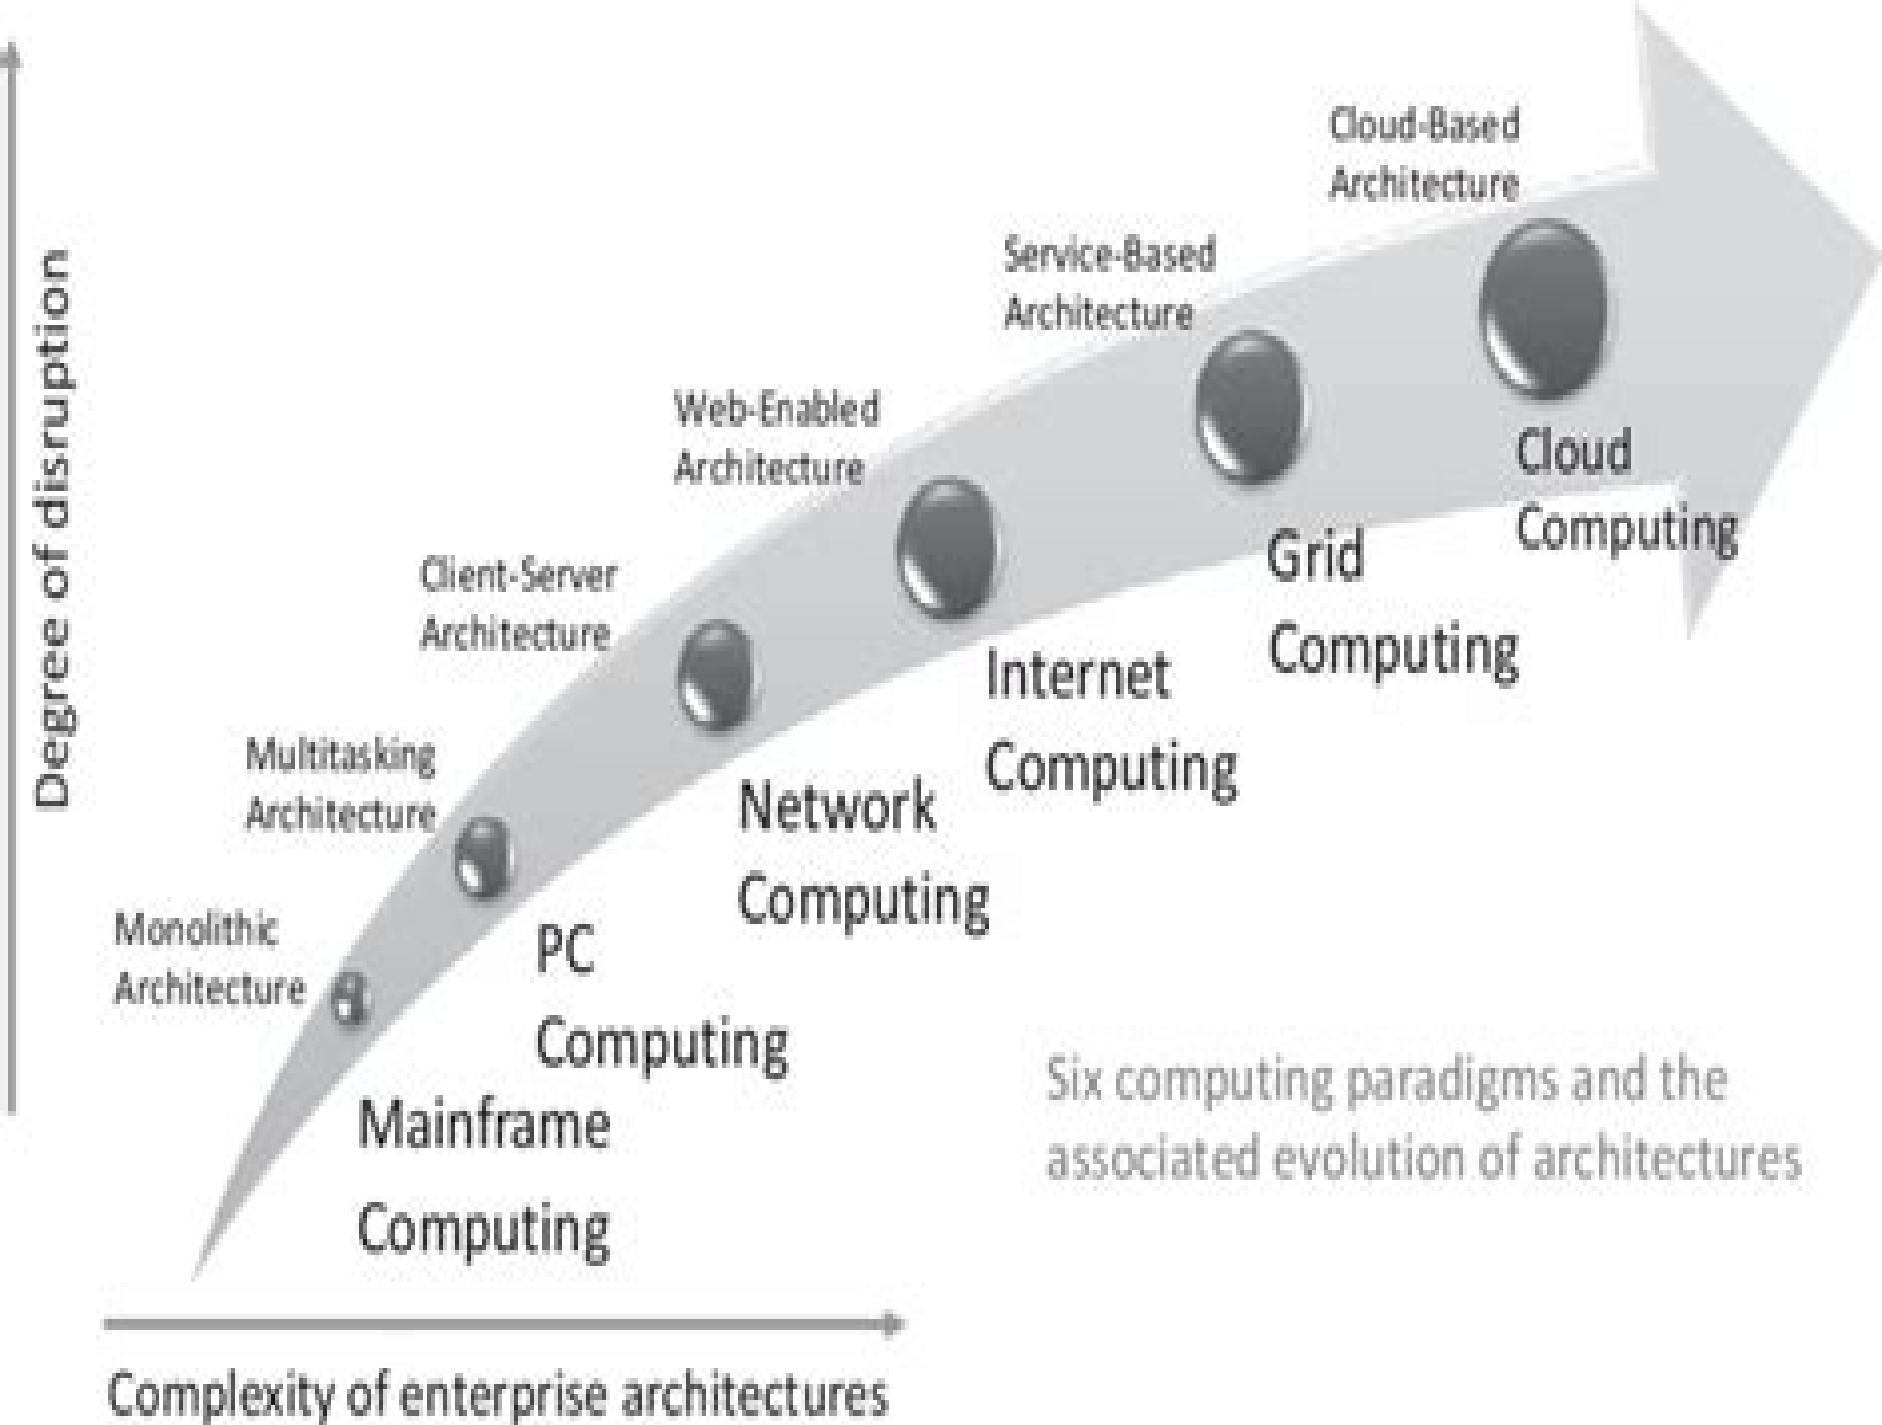 Degree of disruption
Cloud-Based
Architecture
Service-Based
Architecture
Web-Enabled
Architecture
Client-Server
Architecture
Multitasking
Architecture
Monolithic
Architecture
Cloud
Computing
Grid
Computing
Internet
Computing
Network
Computing
PC
Computing
Mainframe
Computing
Six computing paradigms and the
associated evolution of architectures
Complexity of enterprise architectures